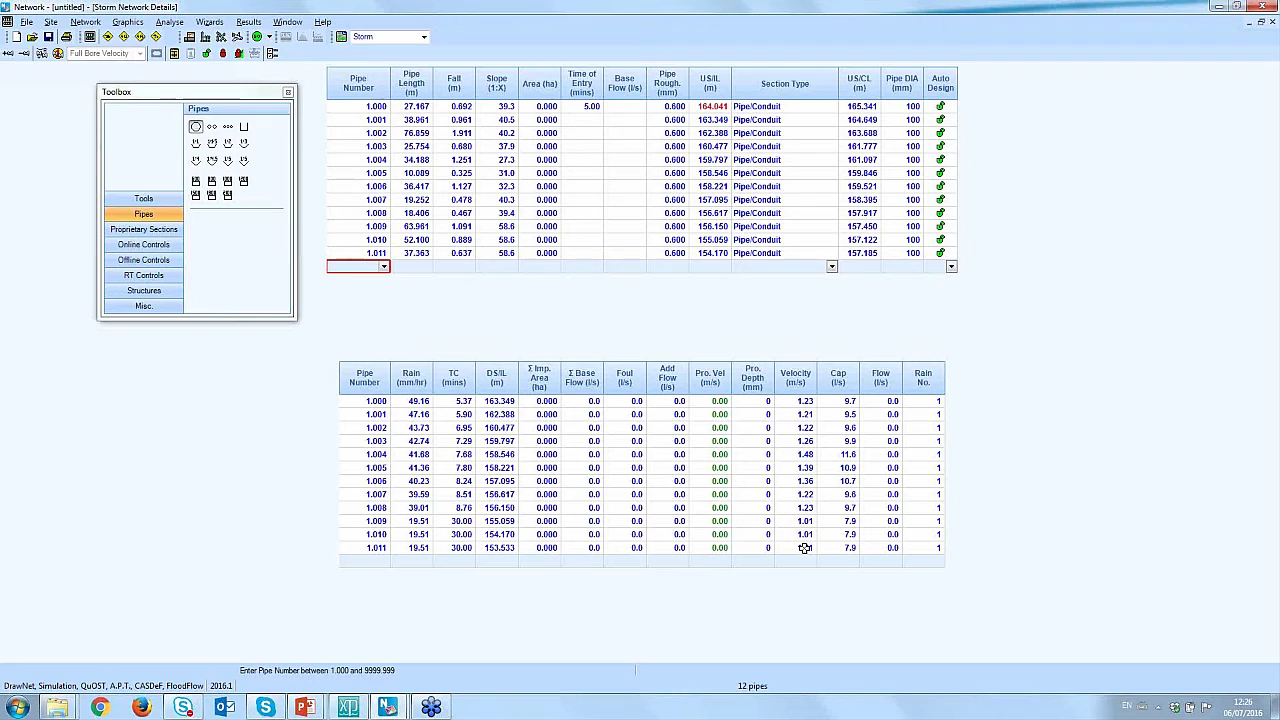 Network - [untitled] - [Storm Network Details]
File Site Network Graphics Analyse Wizards Results Window Help
Storm
Full Bore Velocity
Toolbox
Pipes
Tools
Pipes
Proprietary Sections
Online Controls
Offline Controls
RT Controls
Structures
Misc.
Pipe Number Pipe Length (m) Fall (m) Slope (1:X) Area (ha) Time of Entry (mins) Base Flow (l/s) Pipe Rough. (mm) US/IL (m) Section Type US/CL (m) Pipe DIA (mm) Auto Design
1.000 27.167 0.692 39.3 0.000 5.00 0.600 164.041 Pipe/Conduit 165.341 100
1.001 38.961 0.961 40.5 0.000 0.600 163.349 Pipe/Conduit 164.649 100
1.002 76.859 1.911 40.2 0.000 0.600 162.388 Pipe/Conduit 163.688 100
1.003 25.754 0.680 37.9 0.000 0.600 160.477 Pipe/Conduit 161.777 100
1.004 34.188 1.251 27.3 0.000 0.600 159.797 Pipe/Conduit 161.097 100
1.005 10.089 0.325 31.0 0.000 0.600 158.546 Pipe/Conduit 159.846 100
1.006 36.417 1.127 32.3 0.000 0.600 158.221 Pipe/Conduit 159.521 100
1.007 19.252 0.478 40.3 0.000 0.600 157.095 Pipe/Conduit 158.395 100
1.008 18.406 0.467 39.4 0.000 0.600 156.617 Pipe/Conduit 157.917 100
1.009 63.961 1.091 58.6 0.000 0.600 156.150 Pipe/Conduit 157.450 100
1.010 52.100 0.889 58.6 0.000 0.600 155.059 Pipe/Conduit 157.122 100
1.011 37.363 0.637 58.6 0.000 0.600 154.170 Pipe/Conduit 157.185 100
Pipe Number Rain (mm/hr) TC (mins) DS/IL (m) Σ Imp. Area (ha) Σ Base Flow (l/s) Foul (l/s) Add Flow (l/s) Pro. Vel (m/s) Pro. Depth (mm) Velocity (m/s) Cap (l/s) Flow (l/s) Rain No.
1.000 49.16 5.37 163.349 0.000 0.0 0.0 0.0 0.00 0 1.23 9.7 0.0 1
1.001 47.16 5.90 162.388 0.000 0.0 0.0 0.0 0.00 0 1.21 9.5 0.0 1
1.002 43.73 6.95 160.477 0.000 0.0 0.0 0.0 0.00 0 1.22 9.6 0.0 1
1.003 42.74 7.29 159.797 0.000 0.0 0.0 0.0 0.00 0 1.26 9.9 0.0 1
1.004 41.68 7.68 158.546 0.000 0.0 0.0 0.0 0.00 0 1.48 11.6 0.0 1
1.005 41.36 7.80 158.221 0.000 0.0 0.0 0.0 0.00 0 1.39 10.9 0.0 1
1.006 40.23 8.24 157.095 0.000 0.0 0.0 0.0 0.00 0 1.36 10.7 0.0 1
1.007 39.59 8.51 156.617 0.000 0.0 0.0 0.0 0.00 0 1.22 9.6 0.0 1
1.008 39.01 8.76 156.150 0.000 0.0 0.0 0.0 0.00 0 1.23 9.7 0.0 1
1.009 19.51 30.00 155.059 0.000 0.0 0.0 0.0 0.00 0 1.01 7.9 0.0 1
1.010 19.51 30.00 154.170 0.000 0.0 0.0 0.0 0.00 0 1.01 7.9 0.0 1
1.011 19.51 30.00 153.533 0.000 0.0 0.0 0.0 0.00 0 7.9 0.0 1
Enter Pipe Number between 1.000 and 9999.999
DrawNet, Simulation, QuOST, A.P.T., CASDeF, FloodFlow 2016.1 12 pipes
EN 12:26
06/07/2016